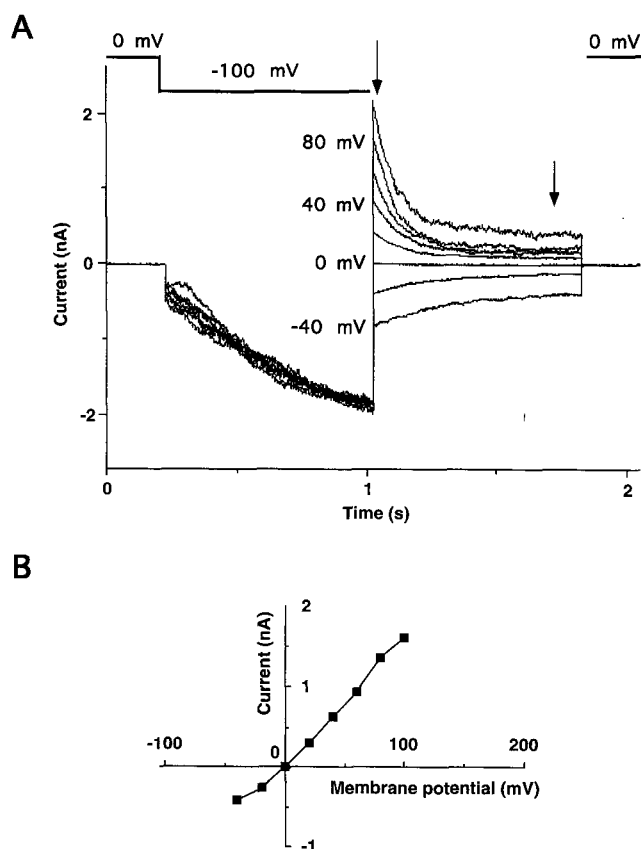 A
0 mV
0 mV
-100 mV
2
80 mV
40 mV
0
0 mV
-40 mV
-2
Current (nA)
0
1
2
Time (s)
B
2
Current (nA)
1
-100
0
100
200
Membrane potential (mV)
-1